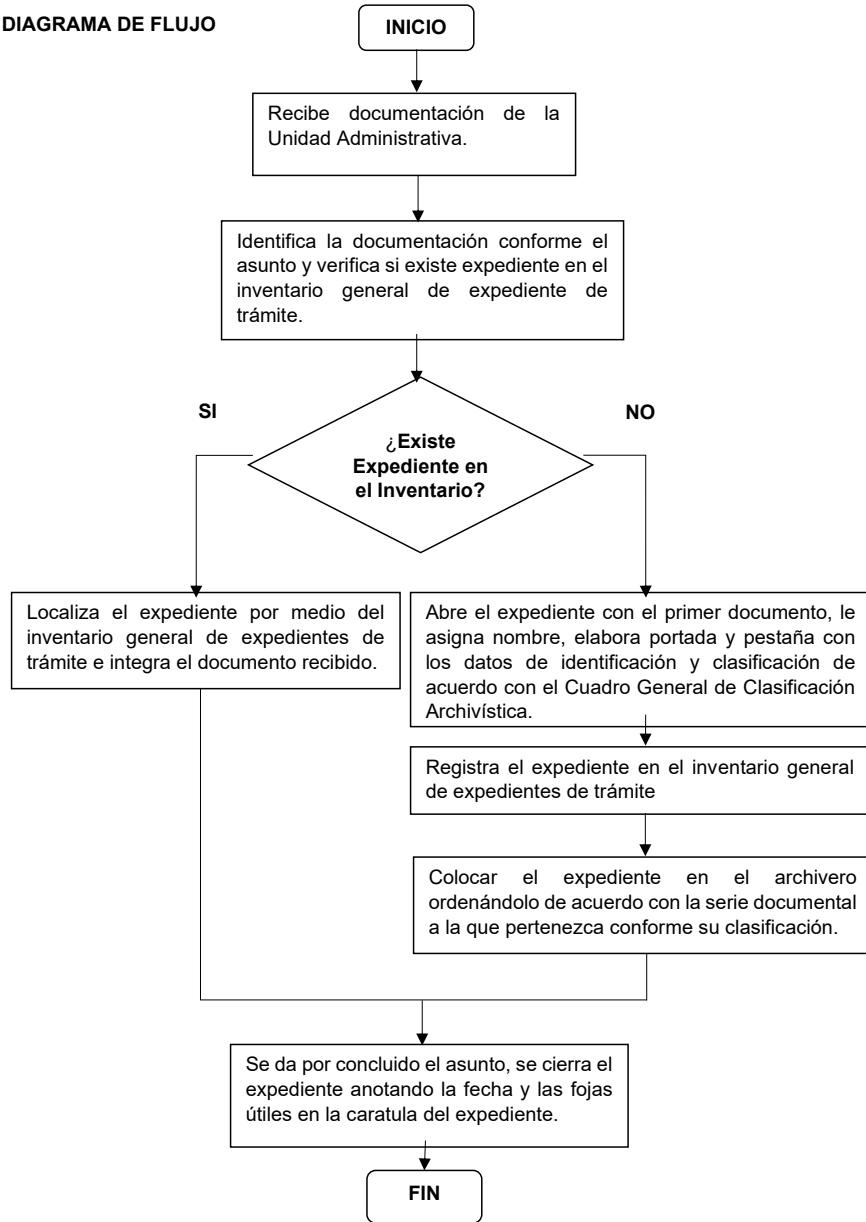 DIAGRAMA DE FLUJO
INICIO
Recibe documentación de la
Unidad Administrativa.
Identifica la documentación conforme el
asunto y verifica si existe expediente en el
inventario general de expediente de
trámite.
SI
NO
¿Existe
Expediente en
el Inventario?
Localiza el expediente por medio del
inventario general de expedientes de
trámite e integra el documento recibido.
Abre el expediente con el primer documento, le
asigna nombre, elabora portada y pestaña con
los datos de identificación y clasificación de
acuerdo con el Cuadro General de Clasificación
Archivística.
Registra el expediente en el inventario general
de expedientes de trámite
Colocar el expediente en el archivero
ordenándolo de acuerdo con la serie documental
a la que pertenezca conforme su clasificación.
Se da por concluido el asunto, se cierra el
expediente anotando la fecha y las fojas
útiles en la caratula del expediente.
FIN